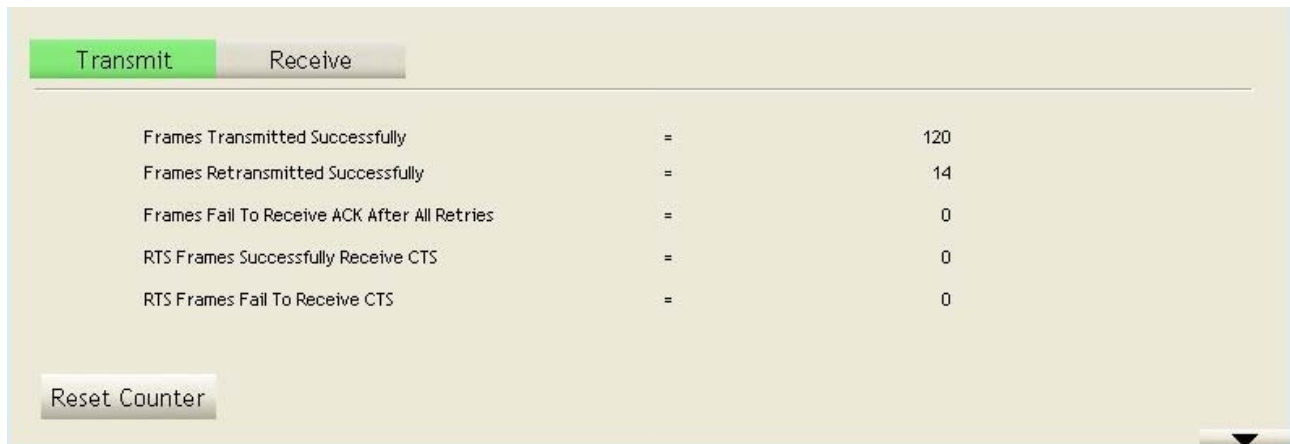 Transmit Receive
Frames Transmitted Successfully = 120
Frames Retransmitted Successfully = 14
Frames Fail To Receive ACK After All Retries = 0
RTS Frames Successfully Receive CTS = 0
RTS Frames Fail To Receive CTS = 0
Reset Counter